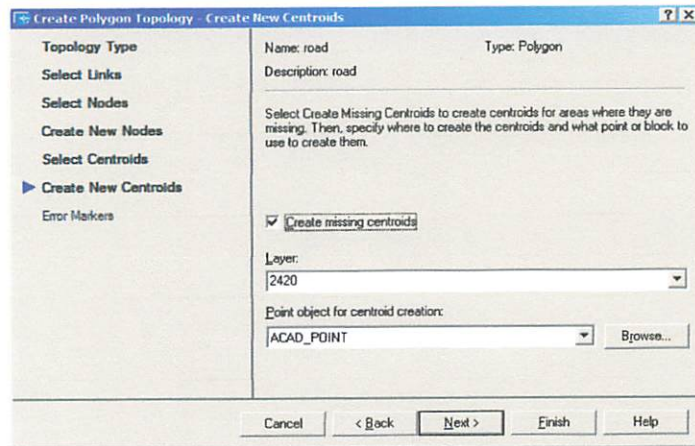 Create Polygon Topology - Create New Centroids
Topology Type
Select Links
Select Nodes
Create New Nodes
Select Centroids
Create New Centroids
Error Markers
Name: road
Type: Polygon
Description: road
Select Create Missing Centroids to create centroids for areas where they are
missing. Then, specify where to create the centroids and what point or block to
use to create them.
Create missing centroids
Layer:
2420
Point object for centroid creation:
ACAD_POINT
Browse...
Cancel
< Back
Next >
Finish
Help